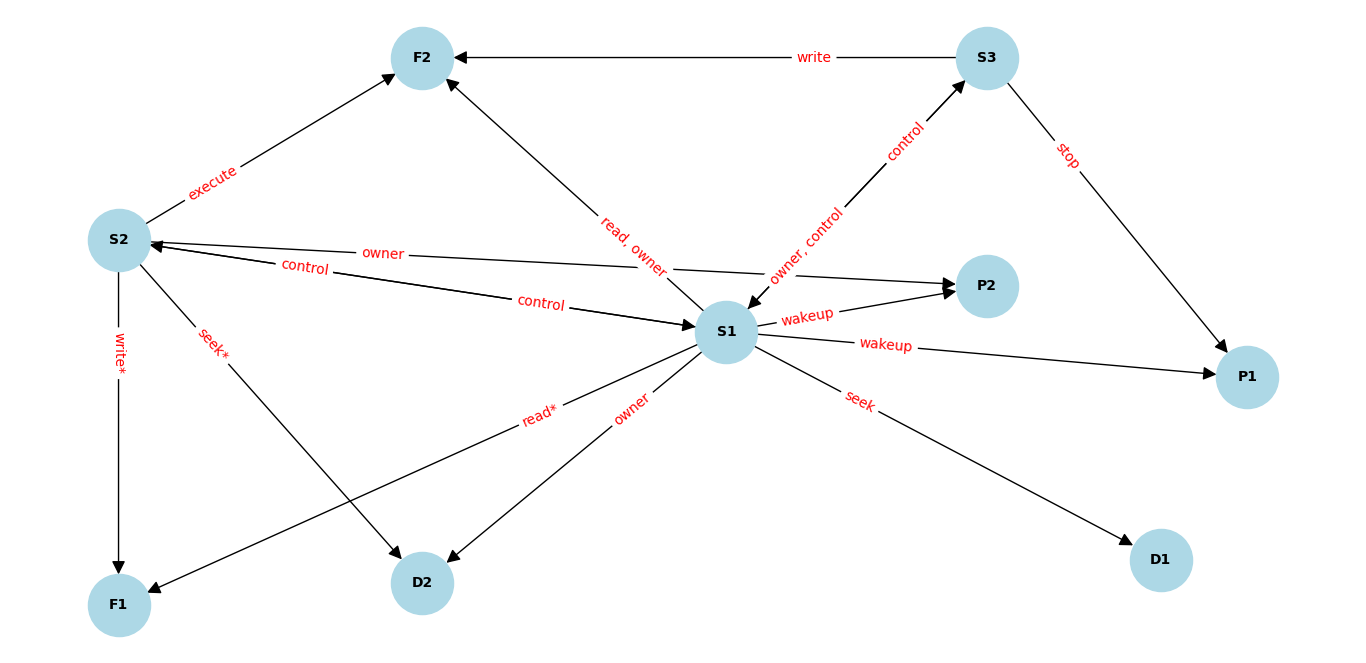 F2
write
S3
control
stop
execute
read, owner
owner, control
S2
owner
control
P2
control
wakeup
S1
wakeup
write*
seek*
P1
read*
owner
seek
D1
D2
F1